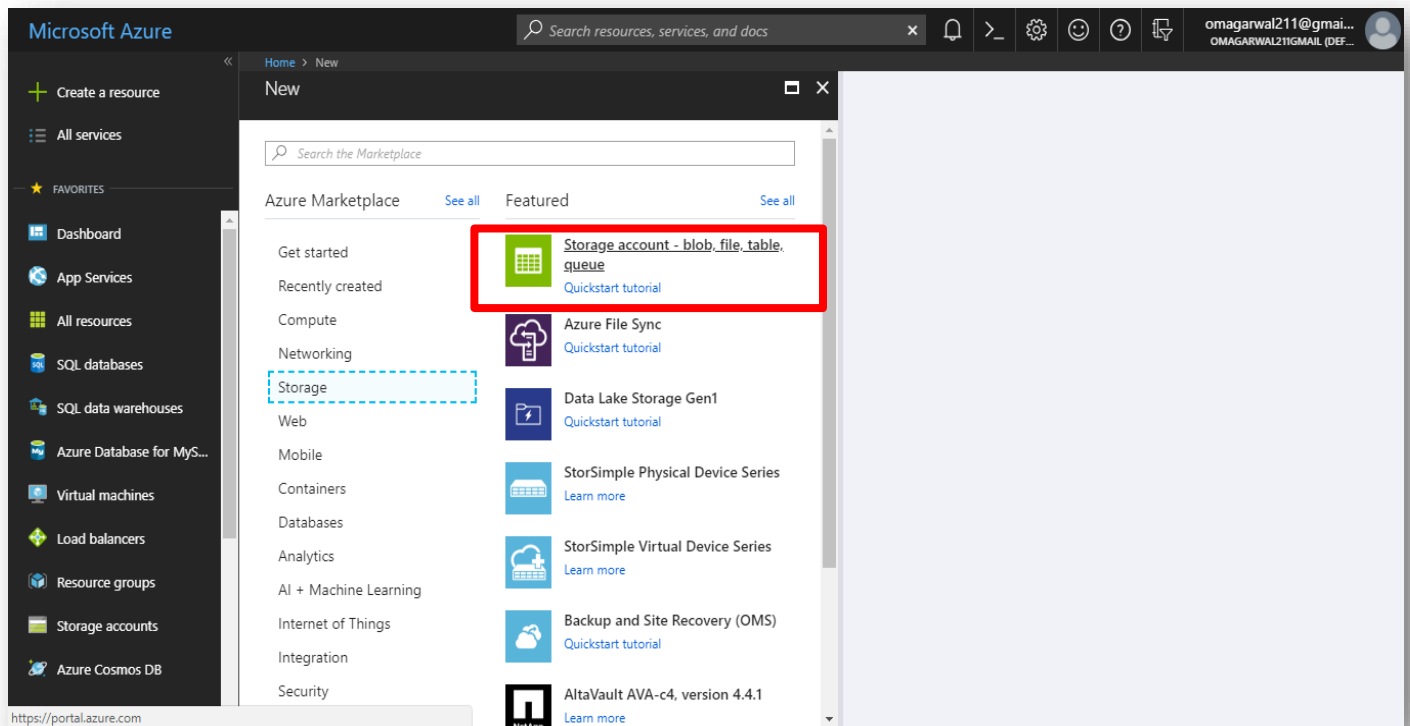 Microsoft Azure
Search resources, services, and docs
omagarwal211@gmai...
OMAGARWAL211GMAIL (DEF...
Home > New
New
Create a resource
All services
FAVORITES
Dashboard
App Services
All resources
SQL databases
SQL data warehouses
Azure Database for MyS...
Virtual machines
Load balancers
Resource groups
Storage accounts
Azure Cosmos DB
Search the Marketplace
Azure Marketplace See all
Get started
Recently created
Compute
Networking
Storage
Web
Mobile
Containers
Databases
Analytics
AI + Machine Learning
Internet of Things
Integration
Security
Featured See all
Storage account - blob, file, table,
queue
Quickstart tutorial
Azure File Sync
Quickstart tutorial
Data Lake Storage Gen1
Quickstart tutorial
StorSimple Physical Device Series
Learn more
StorSimple Virtual Device Series
Learn more
Backup and Site Recovery (OMS)
Quickstart tutorial
AltaVault AVA-c4, version 4.4.1
Learn more
https://portal.azure.com